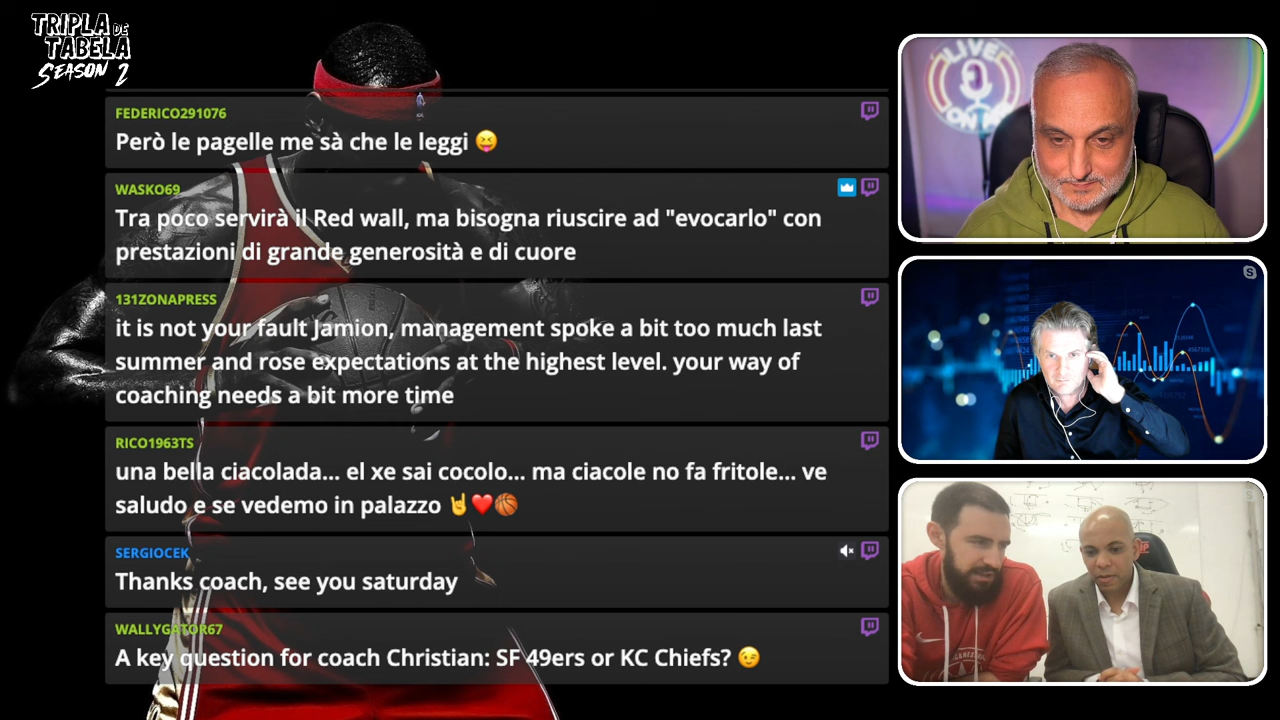 TRIPLA DE
TABELA
SEASON 2
FEDERICO291076
Però le pagelle me sà che le leggi 😝
WASKO69
Tra poco servirà il Red wall, ma bisogna riuscire ad "evocarlo" con
prestazioni di grande generosità e di cuore
131ZONAPRESS
it is not your fault Jamion, management spoke a bit too much last
summer and rose expectations at the highest level. your way of
coaching needs a bit more time
RICO1963TS
una bella ciacolada... el xe sai cocolo... ma ciacole no fa fritole... ve
saludo e se vedemo in palazzo 🤘❤️🏀
SERGIOCEK
Thanks coach, see you saturday
WALLYGATOR67
A key question for coach Christian: SF 49ers or KC Chiefs? 😉
LIVE